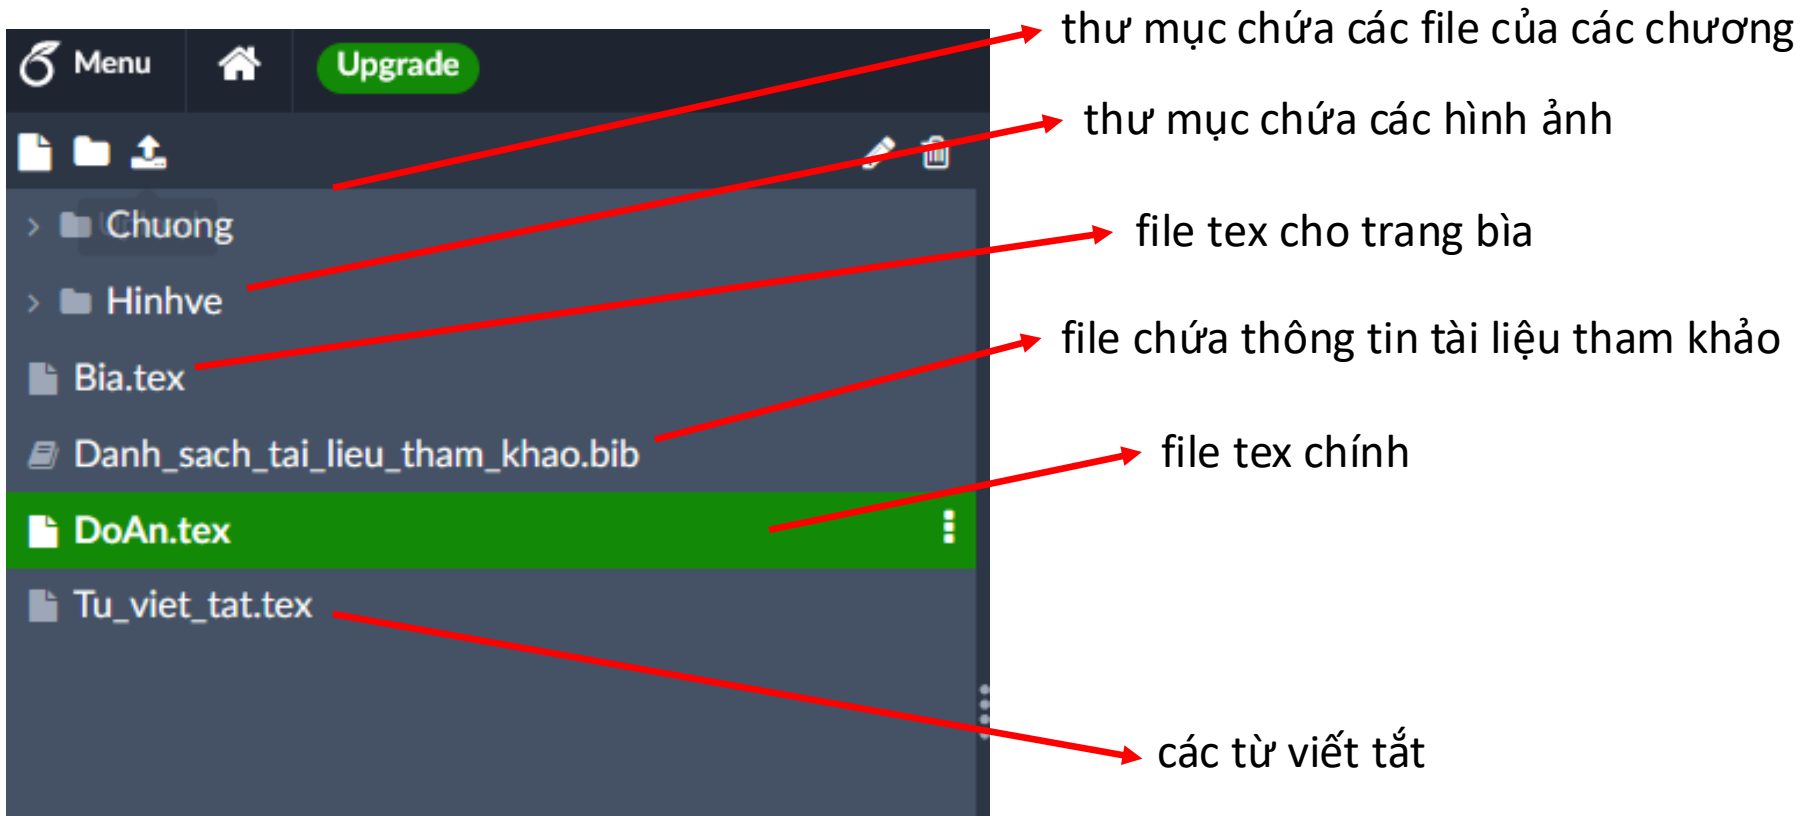 Menu
Upgrade
Chuong
Hinhve
Bia.tex
Danh_sach_tai_lieu_tham_khao.bib
DoAn.tex
Tu_viet_tat.tex
thư mục chứa các file của các chương
thư mục chứa các hình ảnh
file tex cho trang bìa
file chứa thông tin tài liệu tham khảo
file tex chính
các từ viết tắt